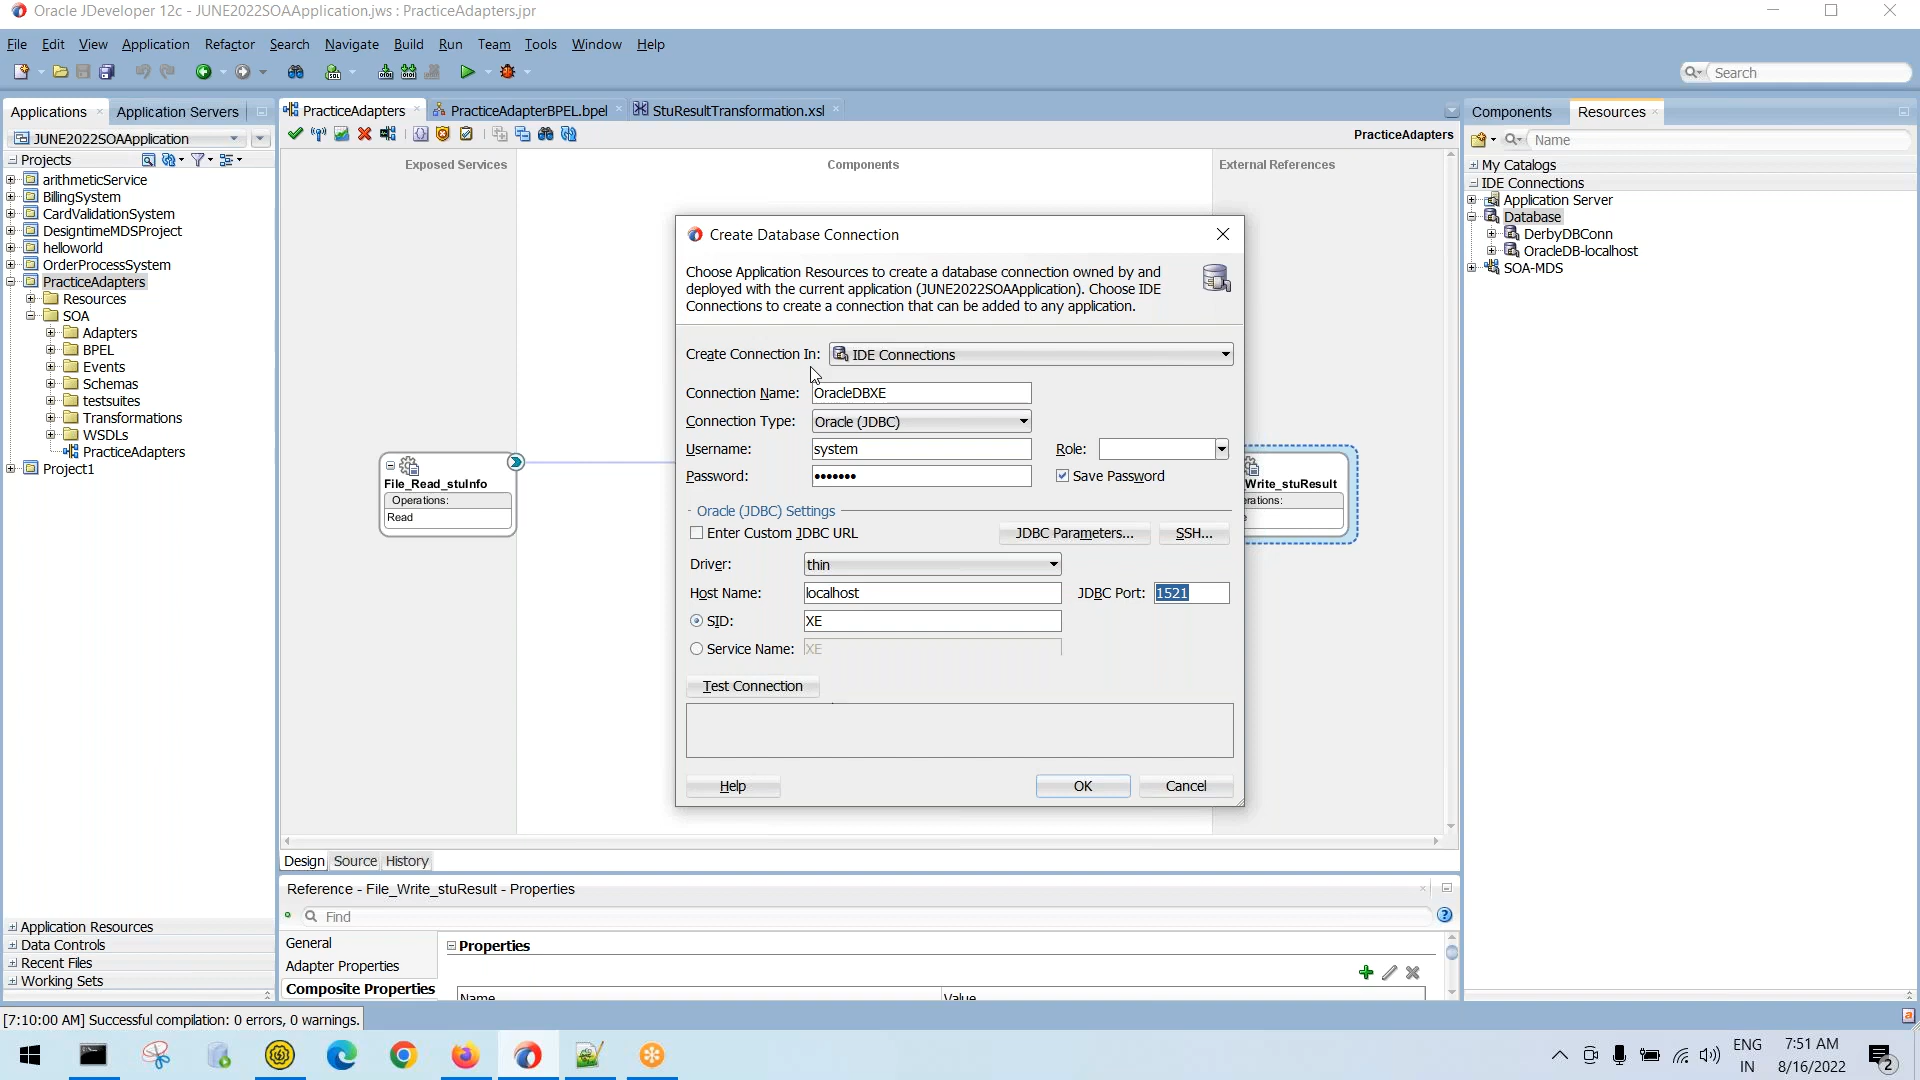 Oracle JDeveloper 12c - JUNE2022SOAApplication.jws : PracticeAdapters.jpr
File Edit View Application Refactor Search Navigate Build Run Team Tools Window Help
Search
Applications Application Servers
PracticeAdapters PracticeAdapterBPEL.bpel StuResultTransformation.xsl
Components Resources
JUNE2022SOAApplication
PracticeAdapters
Name
Projects
arithmeticService
BillingSystem
CardValidationSystem
DesigntimeMDSProject
helloworld
OrderProcessSystem
PracticeAdapters
Resources
SOA
Adapters
BPEL
Events
Schemas
testsuites
Transformations
WSDLs
PracticeAdapters
Project1
Application Resources
Data Controls
Recent Files
Working Sets
Exposed Services Components External References
File_Read_stuInfo
Operations:
Read
Write_stuResult
rations:
e
Create Database Connection
Choose Application Resources to create a database connection owned by and
deployed with the current application (JUNE2022SOAApplication). Choose IDE
Connections to create a connection that can be added to any application.
Create Connection In: IDE Connections
Connection Name: OracleDBXE
Connection Type: Oracle (JDBC)
Username: system Role:
Password: ••••••• Save Password
Oracle (JDBC) Settings
Enter Custom JDBC URL JDBC Parameters... SSH...
Driver: thin
Host Name: localhost JDBC Port: 1521
SID: XE
Service Name: XE
Test Connection
Help OK Cancel
My Catalogs
IDE Connections
Application Server
Database
DerbyDBConn
OracleDB-localhost
SOA-MDS
Design Source History
Reference - File_Write_stuResult - Properties
Find
General
Adapter Properties
Composite Properties
Properties
Name Value
[7:10:00 AM] Successful compilation: 0 errors, 0 warnings.
ENG
IN
7:51 AM
8/16/2022
2